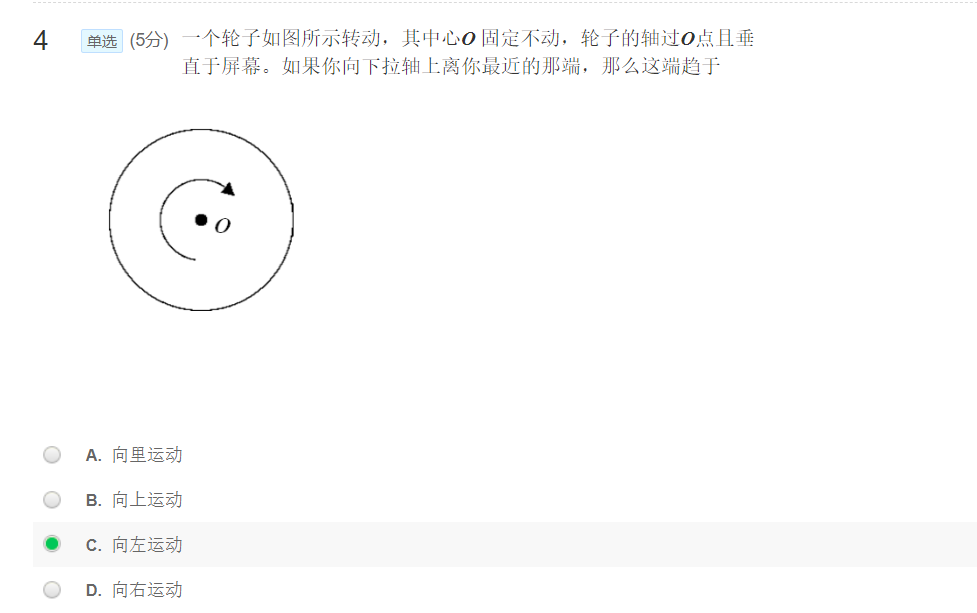 4 单选 (5分) 一个轮子如图所示转动，其中心O 固定不动，轮子的轴过O点且垂
直于屏幕。如果你向下拉轴上离你最近的那端，那么这端趋于
O
A. 向里运动
B. 向上运动
C. 向左运动
D. 向右运动